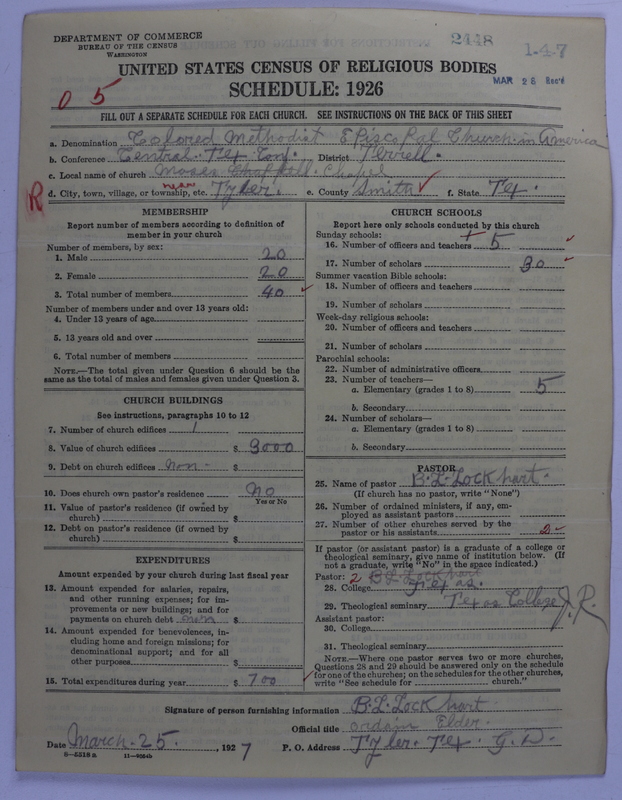 DEPARTMENT OF COMMERCE
BUREAU OF THE CENSUS
WASHINGTON
2448
1-4-7
UNITED STATES CENSUS OF RELIGIOUS BODIES
SCHEDULE: 1926
MAR 26 Rec'd
0 5
FILL OUT A SEPARATE SCHEDULE FOR EACH CHURCH. SEE INSTRUCTIONS ON THE BACK OF THIS SHEET
a. Denomination Colored Methodist Episcopal Church in America
b. Conference Central Tex Conf. District Terrell.
c. Local name of church Moses Chappell Chapel
R d. City, town, village, or township, etc. near Tyler. e. County Smith f. State Tex.
MEMBERSHIP
Report number of members according to definition of
member in your church
Number of members, by sex:
1. Male 20
2. Female 20
3. Total number of members 40
Number of members under and over 13 years old:
4. Under 13 years of age
5. 13 years old and over
6. Total number of members
NOTE.—The total given under Question 6 should be the
same as the total of males and females given under Question 3.
CHURCH BUILDINGS
See instructions, paragraphs 10 to 12
7. Number of church edifices 1
8. Value of church edifices $ 3000
9. Debt on church edifices non - $
10. Does church own pastor's residence No
Yes or No
11. Value of pastor's residence (if owned by
church) $
12. Debt on pastor's residence (if owned by
church) $
EXPENDITURES
Amount expended by your church during last fiscal year
13. Amount expended for salaries, repairs,
and other running expenses; for im-
provements or new buildings; and for
payments on church debt non $
14. Amount expended for benevolences, in-
cluding home and foreign missions; for
denominational support; and for all
other purposes $
15. Total expenditures during year $ 700
CHURCH SCHOOLS
Report here only schools conducted by this church
Sunday schools:
16. Number of officers and teachers 5
17. Number of scholars 30
Summer vacation Bible schools:
18. Number of officers and teachers
19. Number of scholars
Week-day religious schools:
20. Number of officers and teachers
21. Number of scholars
Parochial schools:
22. Number of administrative officers
23. Number of teachers—
a. Elementary (grades 1 to 8) 5
b. Secondary
24. Number of scholars—
a. Elementary (grades 1 to 8)
b. Secondary
PASTOR
25. Name of pastor B. L. Lockhart.
(If church has no pastor, write "None")
26. Number of ordained ministers, if any, em-
ployed as assistant pastors
27. Number of other churches served by the
pastor or his assistants 2
If pastor (or assistant pastor) is a graduate of a college or
theological seminary, give name of institution below. (If
not a graduate, write "No" in the space indicated.)
Pastor: 2 B L Lockhart
28. College Texas.
29. Theological seminary Texas College J. R.
Assistant pastor:
30. College
31. Theological seminary
NOTE.—Where one pastor serves two or more churches,
Questions 28 and 29 should be answered only on the schedule
for one of the churches; on the schedules for the other churches,
write "See schedule for church."
Signature of person furnishing information B. L. Lockhart.
Official title ordain Elder.
Date March. 25., 1927 P. O. Address Tyler. Tex. G. D.
8-5518 a 11-9864b